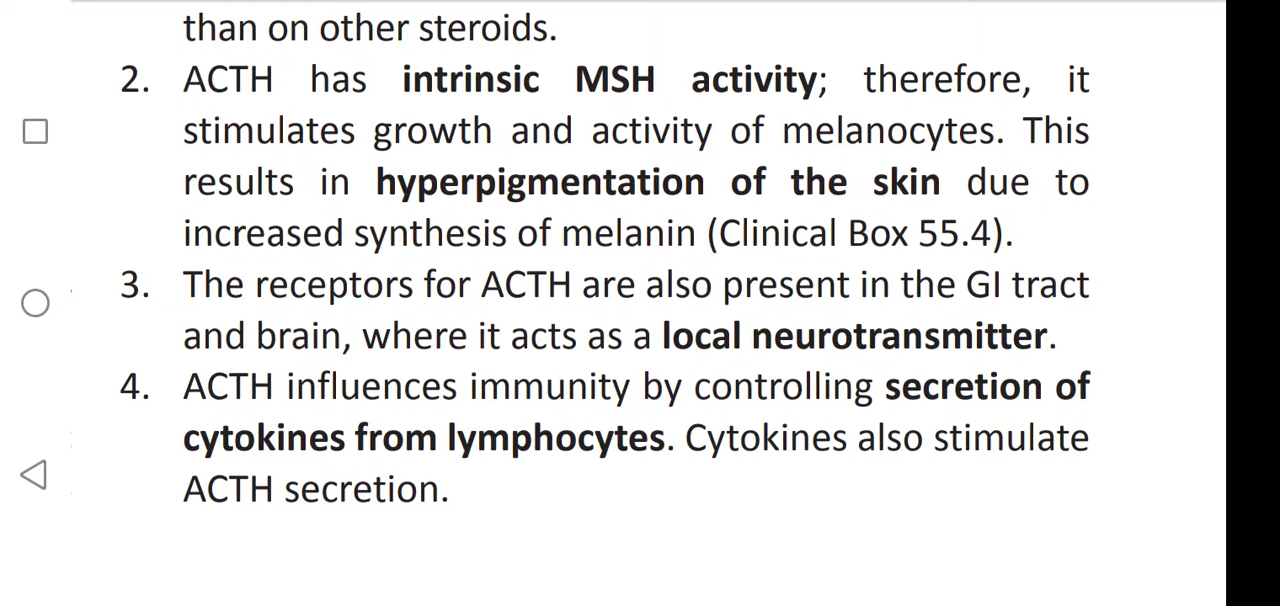 than on other steroids.
2. ACTH has intrinsic MSH activity; therefore, it
stimulates growth and activity of melanocytes. This
results in hyperpigmentation of the skin due to
increased synthesis of melanin (Clinical Box 55.4).
3. The receptors for ACTH are also present in the GI tract
and brain, where it acts as a local neurotransmitter.
4. ACTH influences immunity by controlling secretion of
cytokines from lymphocytes. Cytokines also stimulate
ACTH secretion.